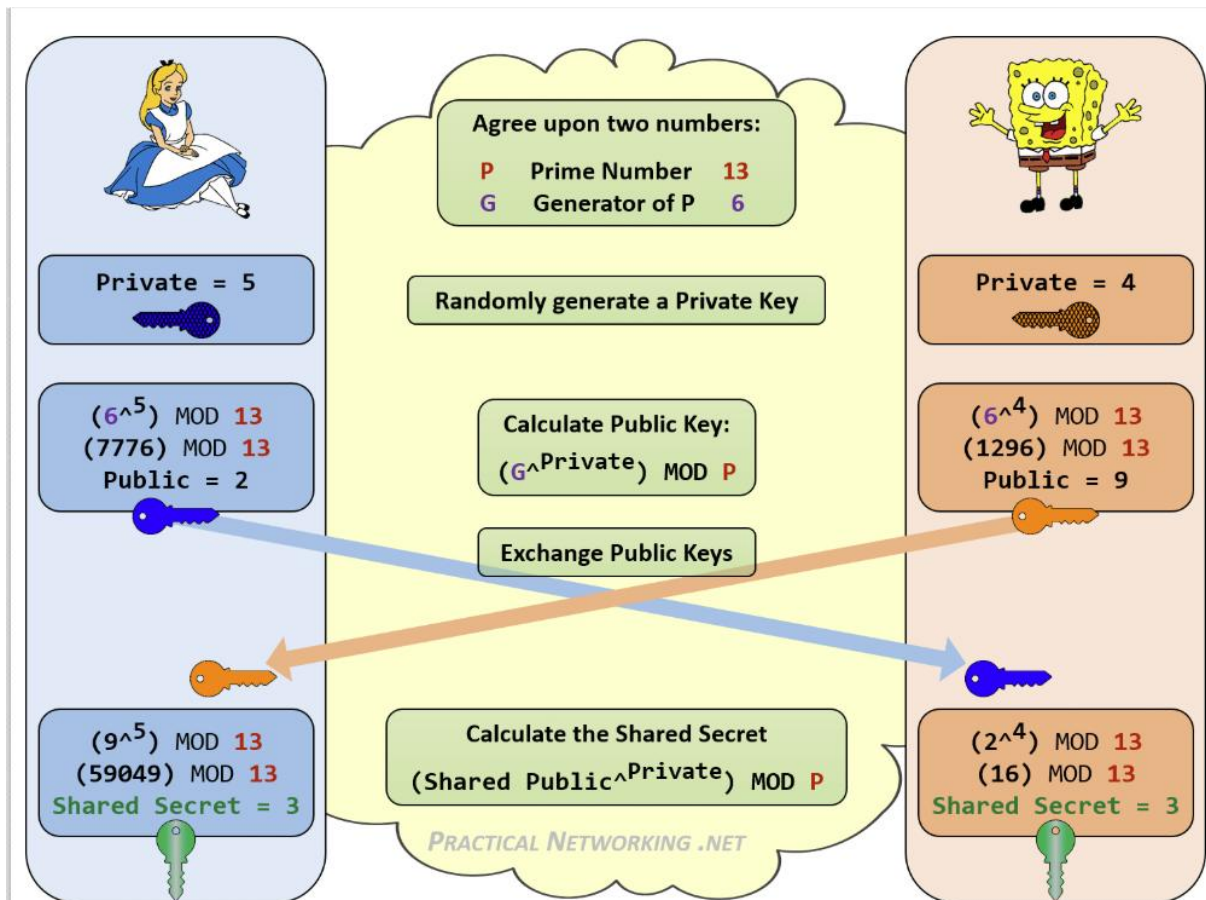 Agree upon two numbers:
P Prime Number 13
G Generator of P 6
Private = 5
Randomly generate a Private Key
Private = 4
(6^5) MOD 13
(7776) MOD 13
Public = 2
Calculate Public Key:
(G^Private) MOD P
(6^4) MOD 13
(1296) MOD 13
Public = 9
Exchange Public Keys
(9^5) MOD 13
(59049) MOD 13
Shared Secret = 3
Calculate the Shared Secret
(Shared Public^Private) MOD P
(2^4) MOD 13
(16) MOD 13
Shared Secret = 3
PRACTICAL NETWORKING .NET